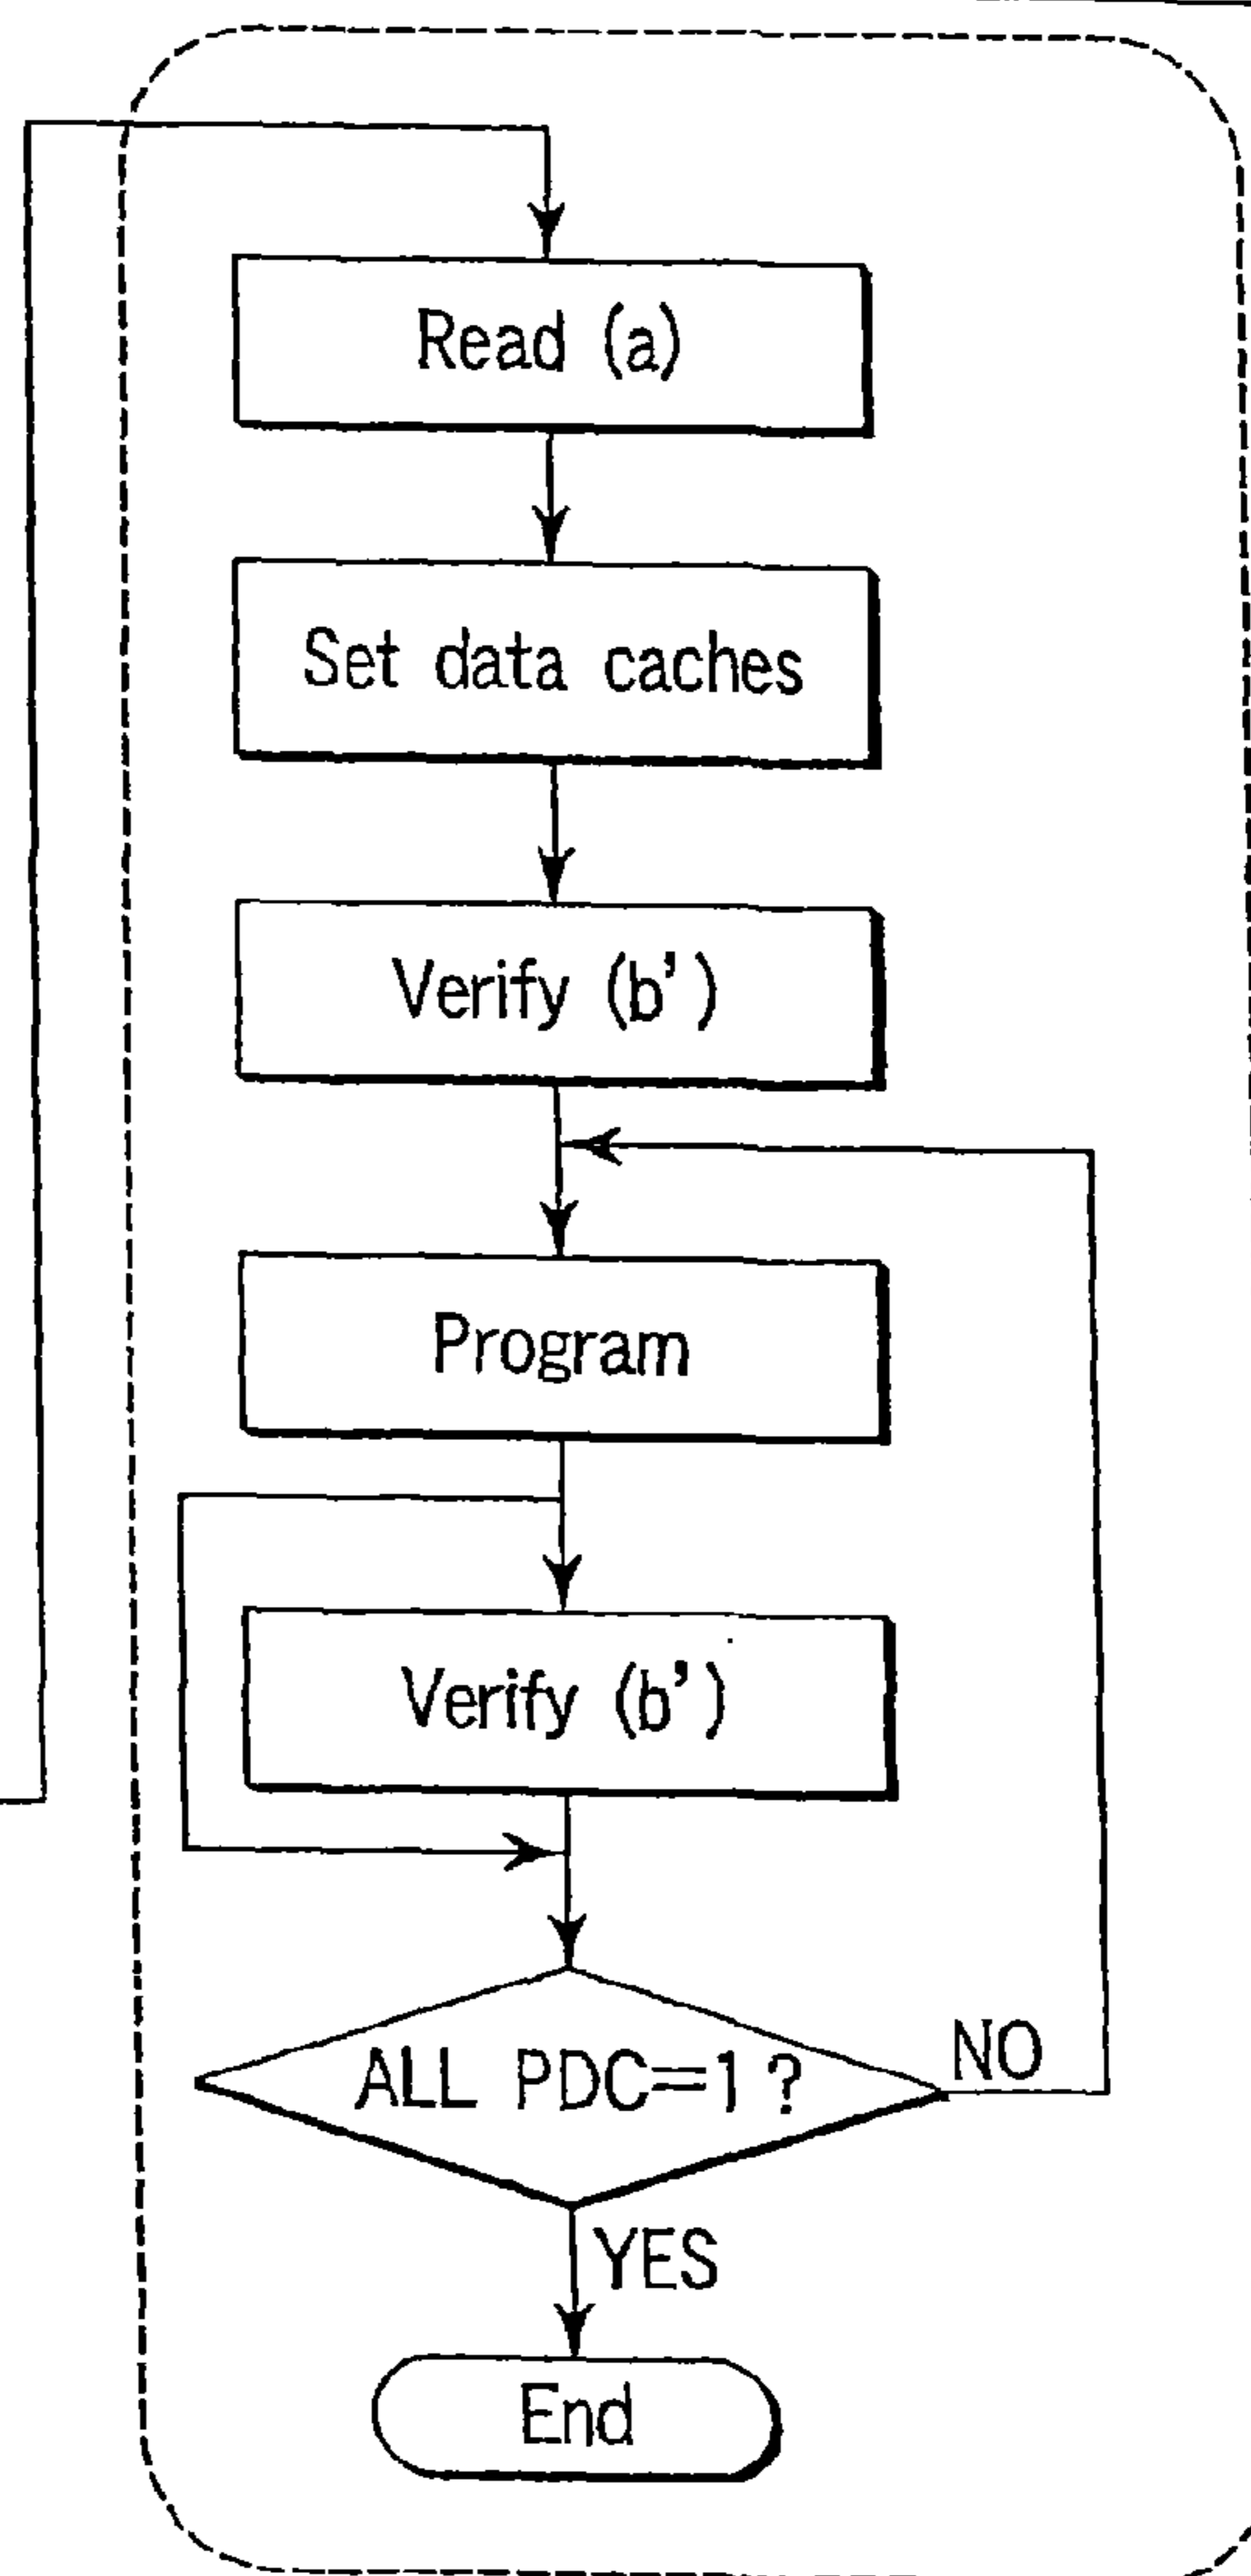 Read (a)
Set data caches
Verify (b')
Program
Verify (b')
ALL PDC=1 ?
NO
YES
End